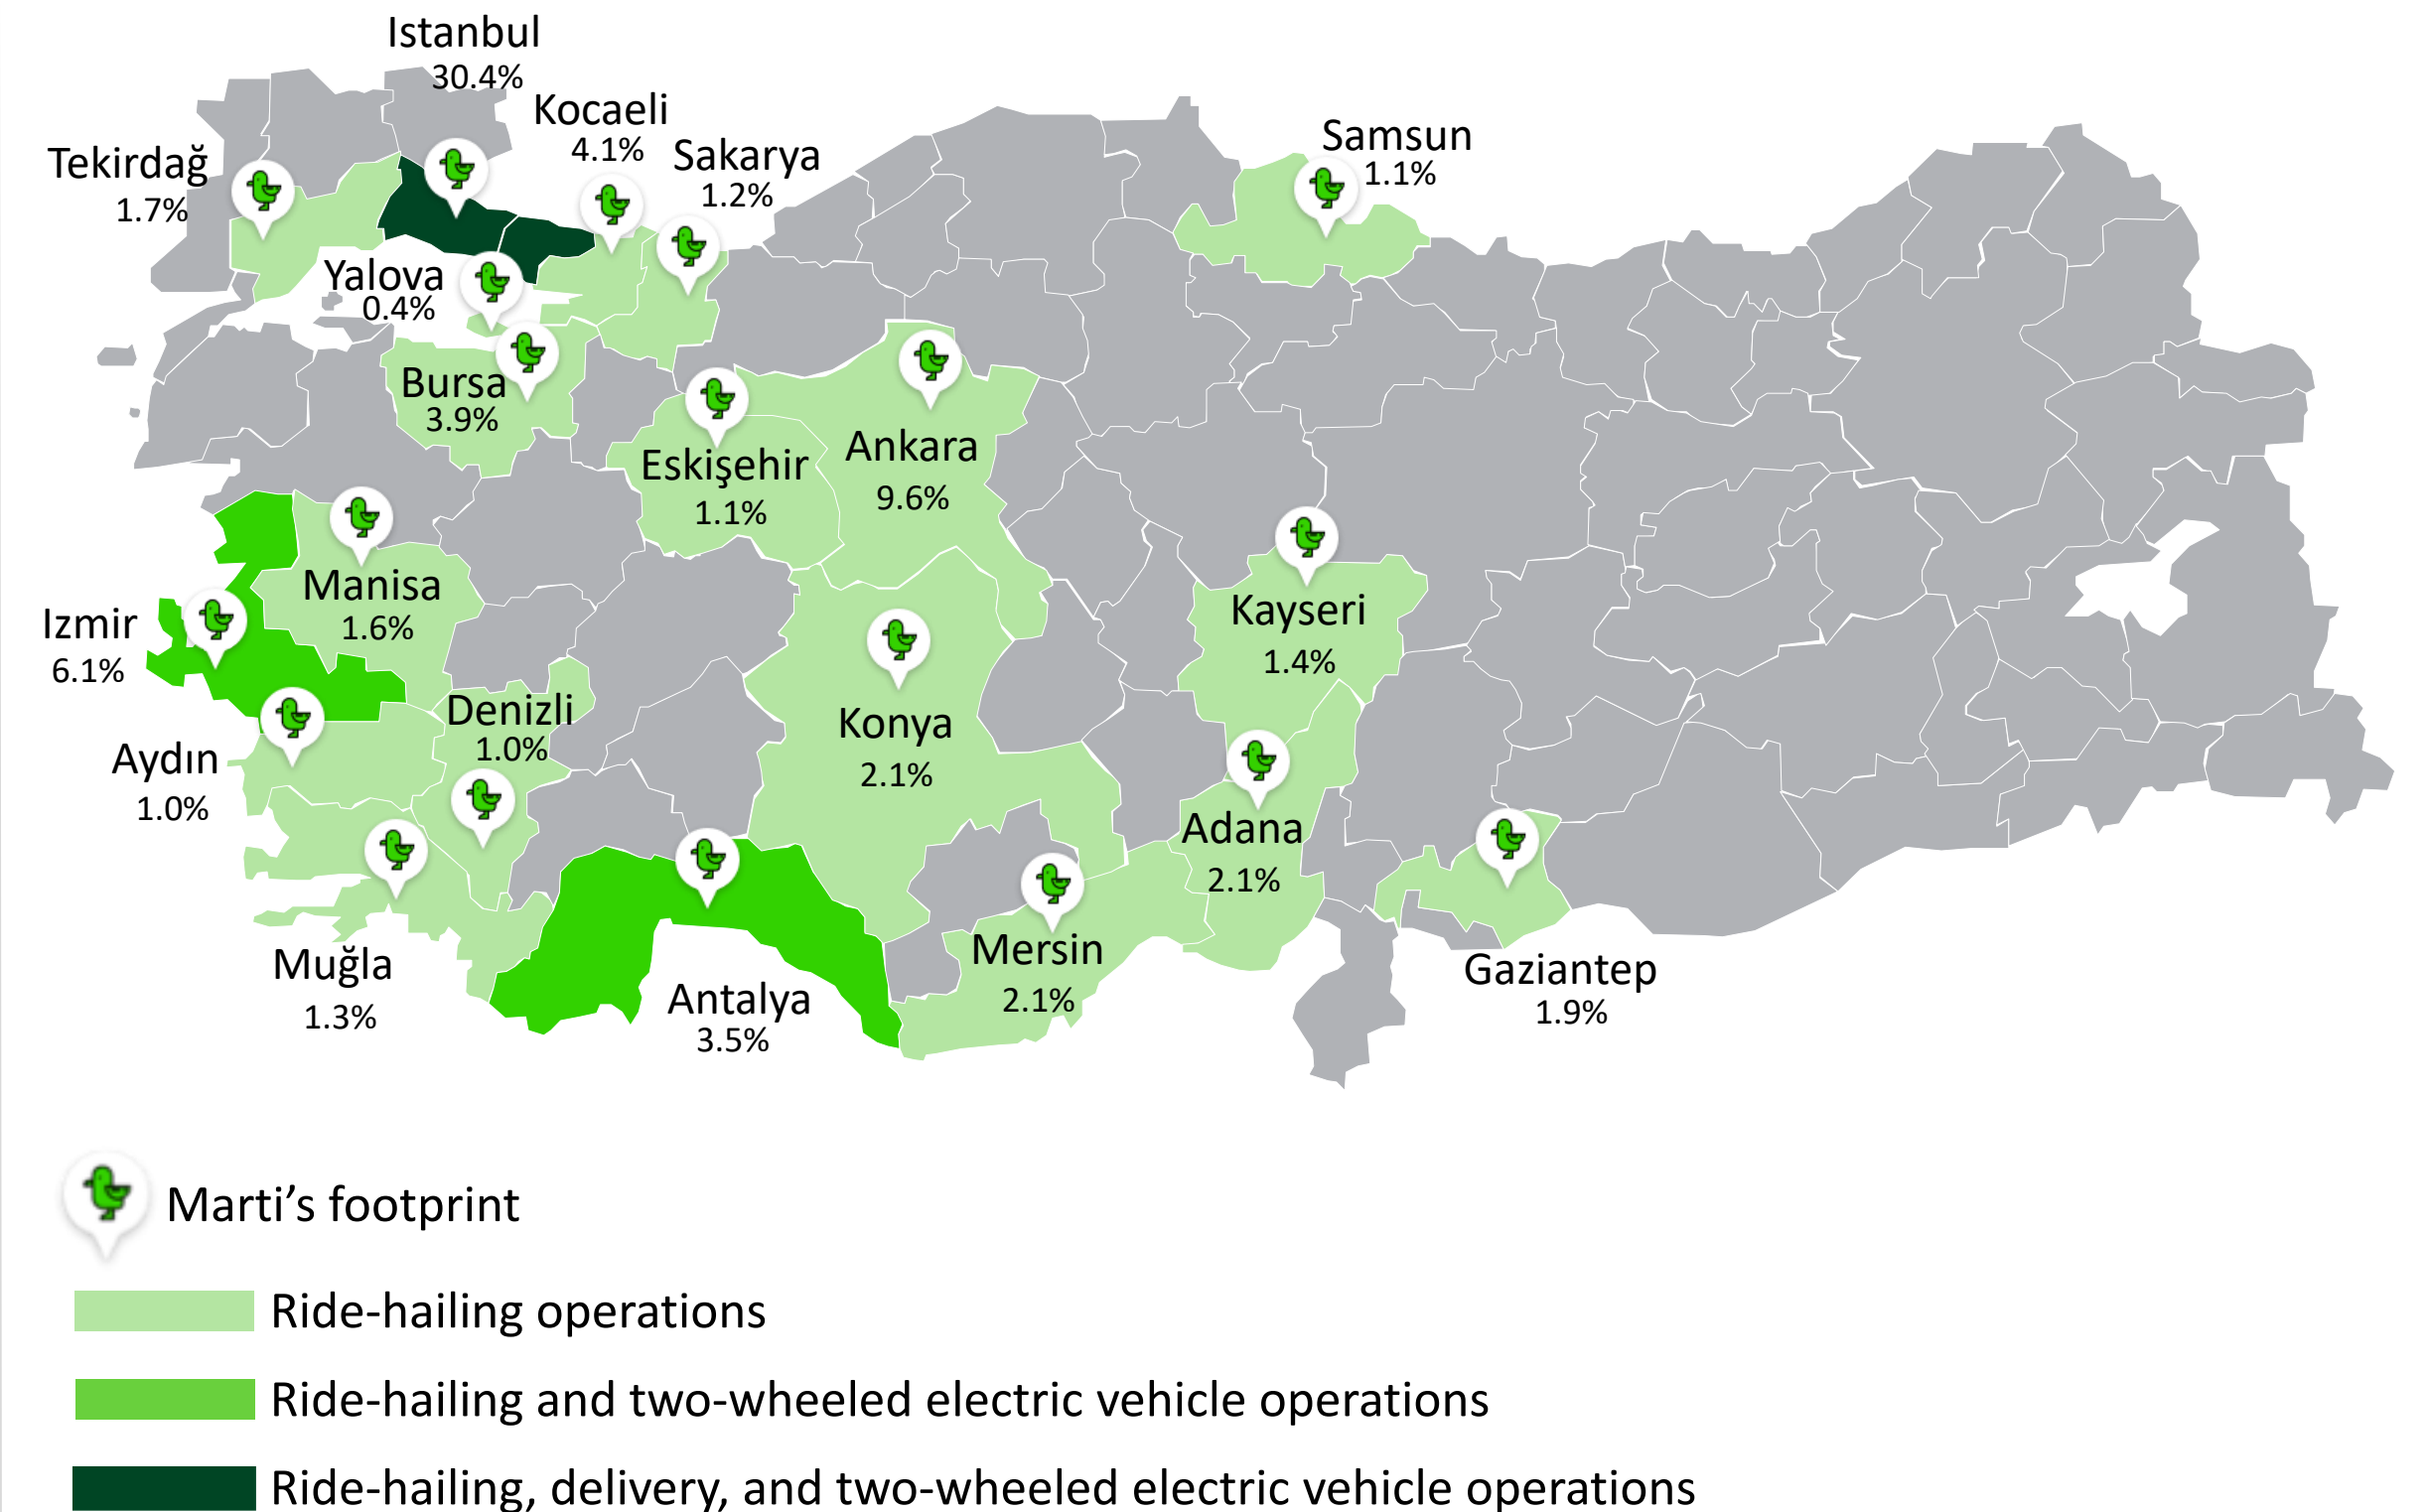 Istanbul
30.4%
Kocaeli
4.1%
Sakarya
1.2%
Samsun
1.1%
Tekirdağ
1.7%
Yalova
0.4%
Bursa
3.9%
Eskişehir
1.1%
Ankara
9.6%
Manisa
1.6%
Izmir
6.1%
Kayseri
1.4%
Denizli
1.0%
Konya
2.1%
Aydın
1.0%
Adana
2.1%
Muğla
1.3%
Antalya
3.5%
Mersin
2.1%
Gaziantep
1.9%
Marti’s footprint
Ride-hailing operations
Ride-hailing and two-wheeled electric vehicle operations
Ride-hailing, delivery, and two-wheeled electric vehicle operations